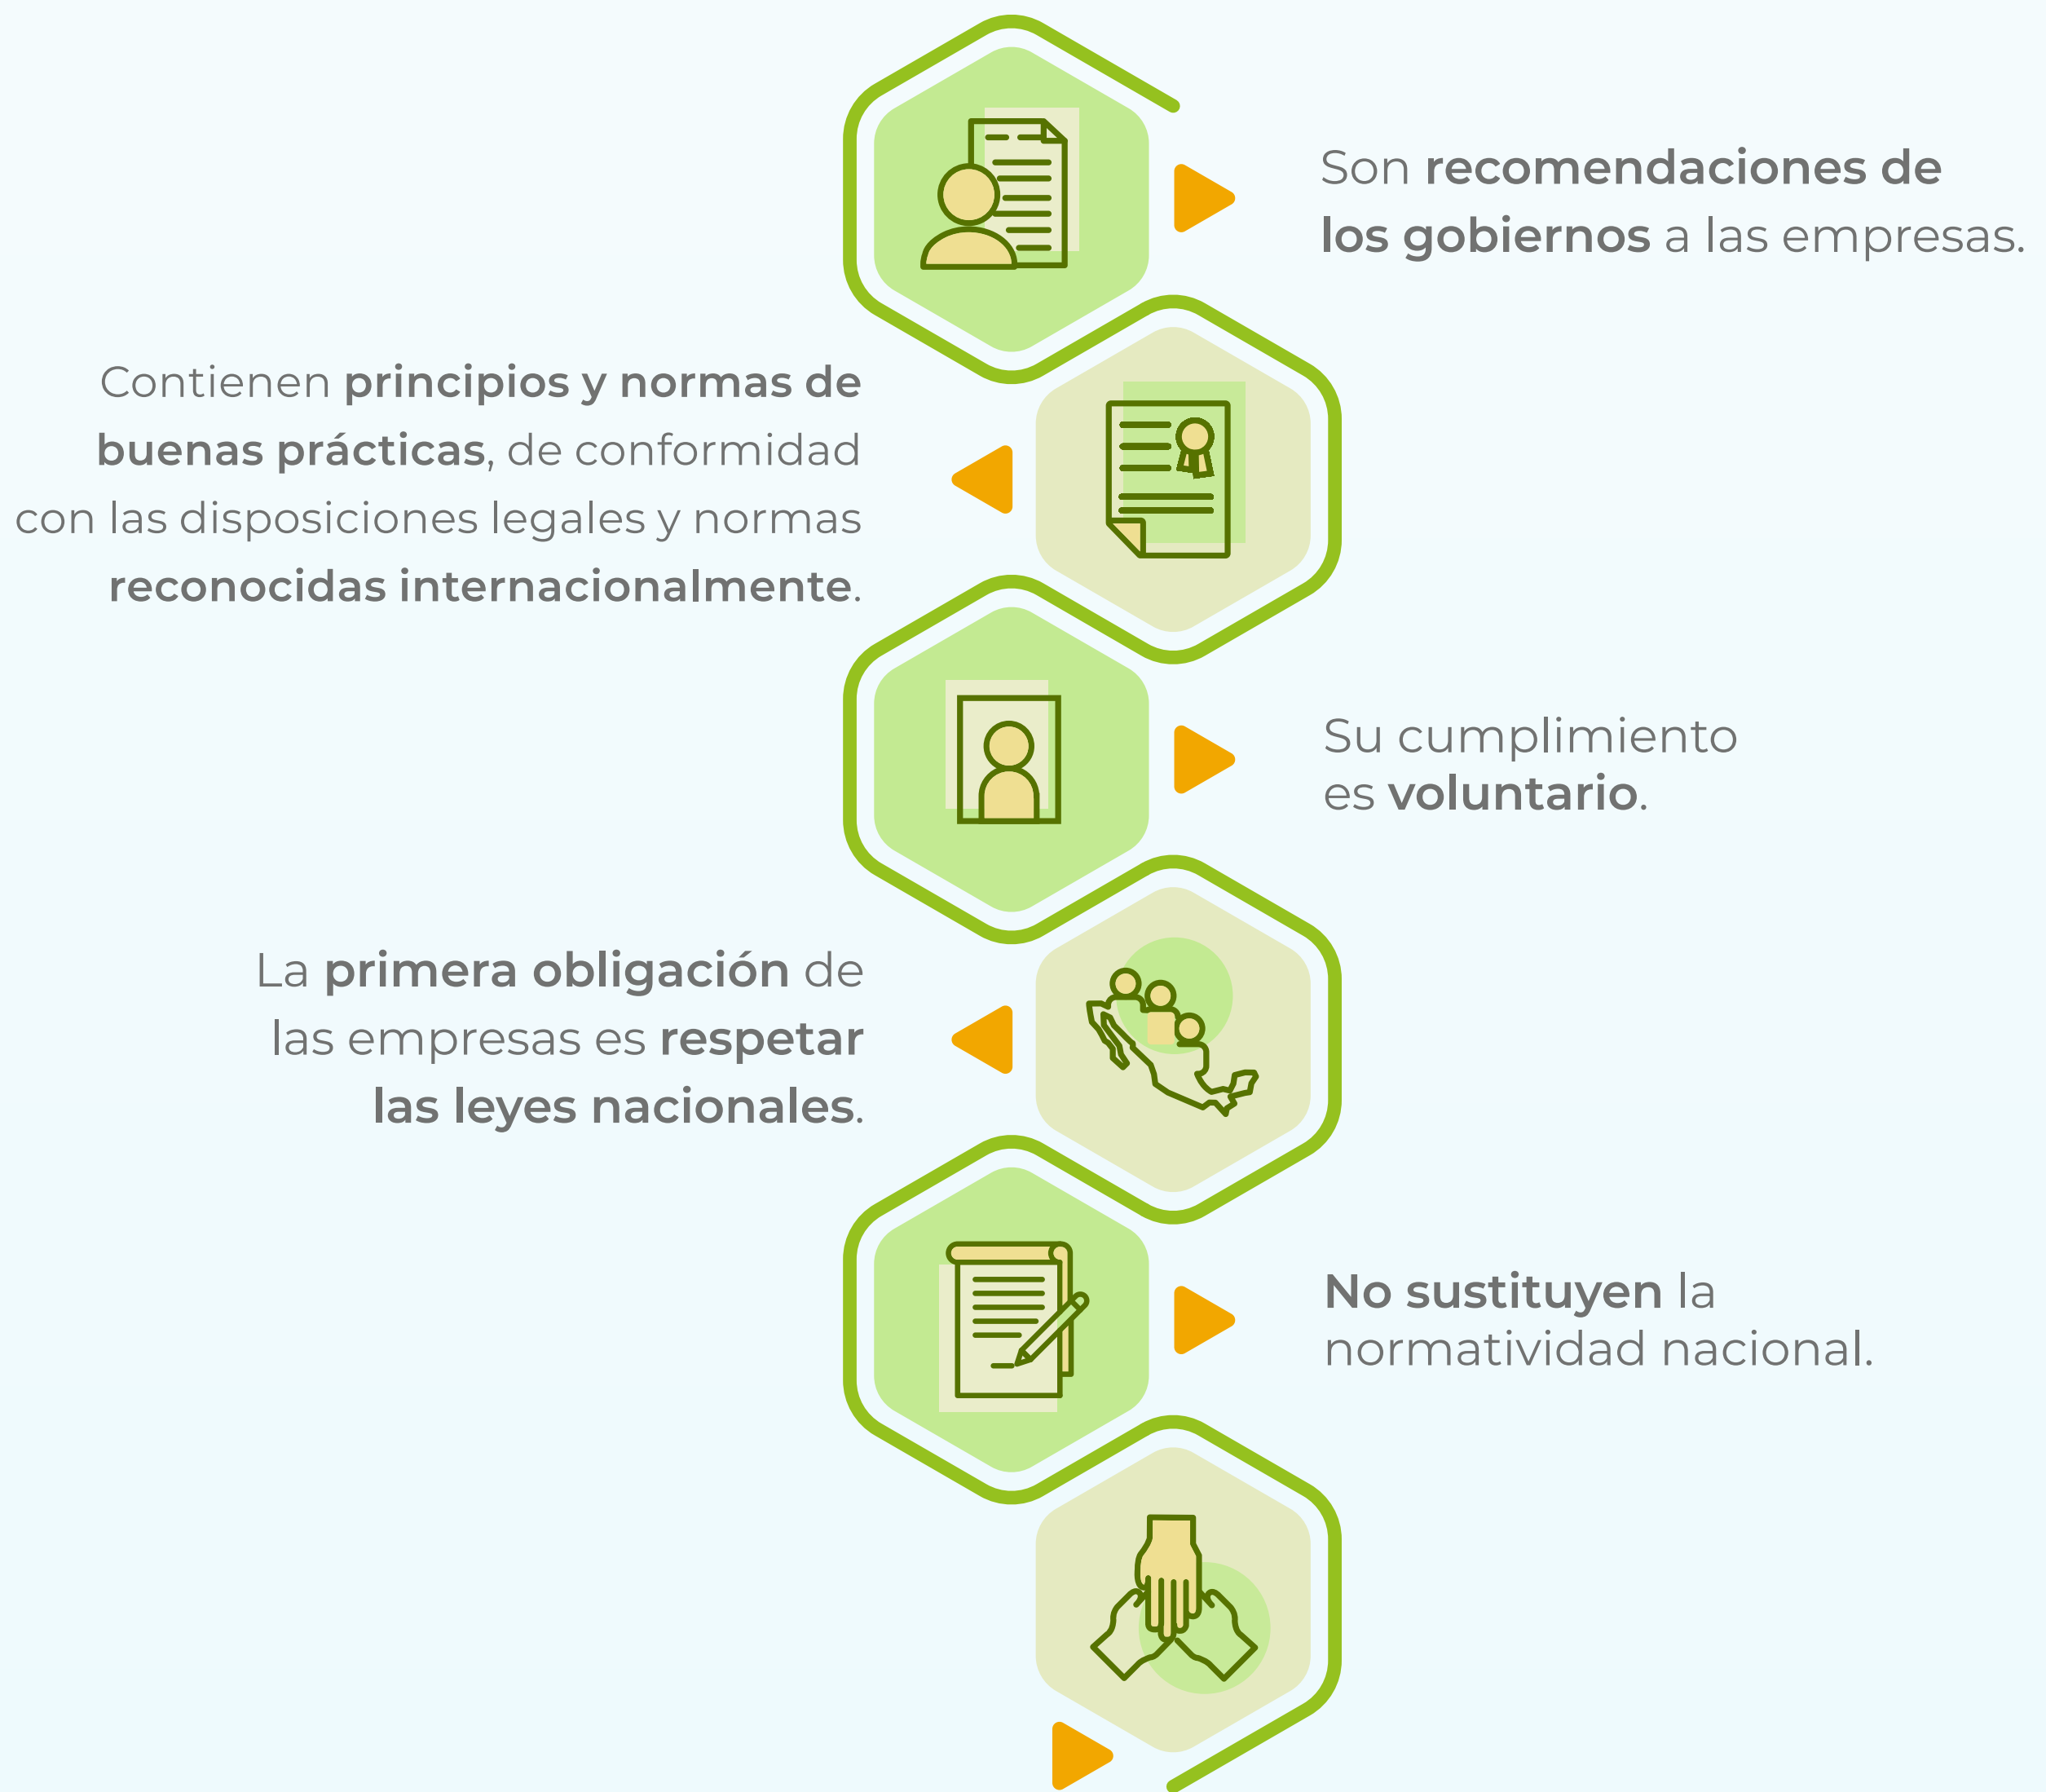 Son recomendaciones de
los gobiernos a las empresas.
Contienen principios y normas de
buenas prácticas, de conformidad
con las disposiciones legales y normas
reconocidas internacionalmente.
Su cumplimiento
es voluntario.
La primera obligación de
las empresas es respetar
las leyes nacionales.
No sustituyen la
normatividad nacional.